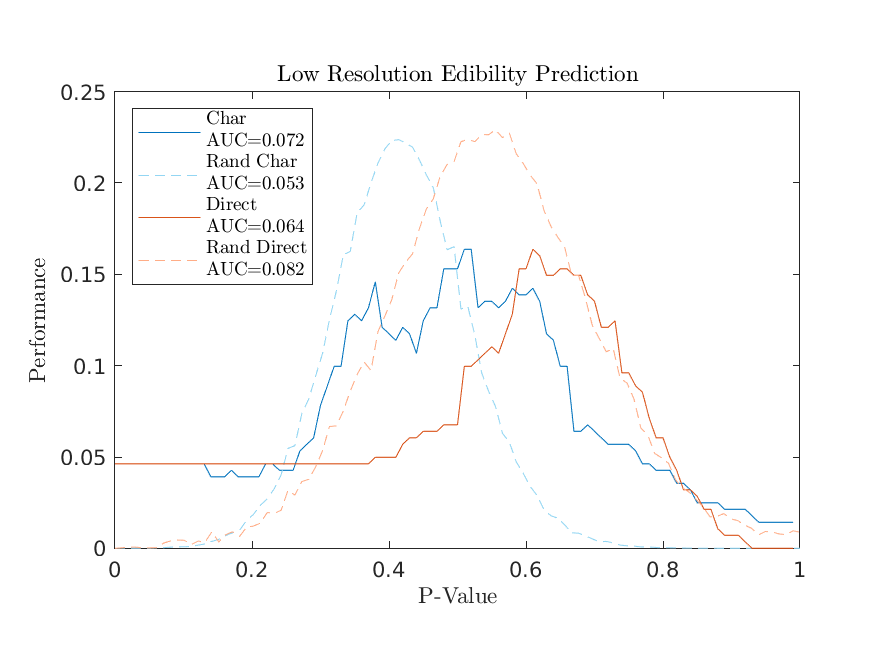 Low Resolution Edibility Prediction
0.25
0.2
0.15
0.1
0.05
0
Performance
Char
AUC=0.072
Rand Char
AUC=0.053
Direct
AUC=0.064
Rand Direct
AUC=0.082
0 0.2 0.4 0.6 0.8 1
P-Value